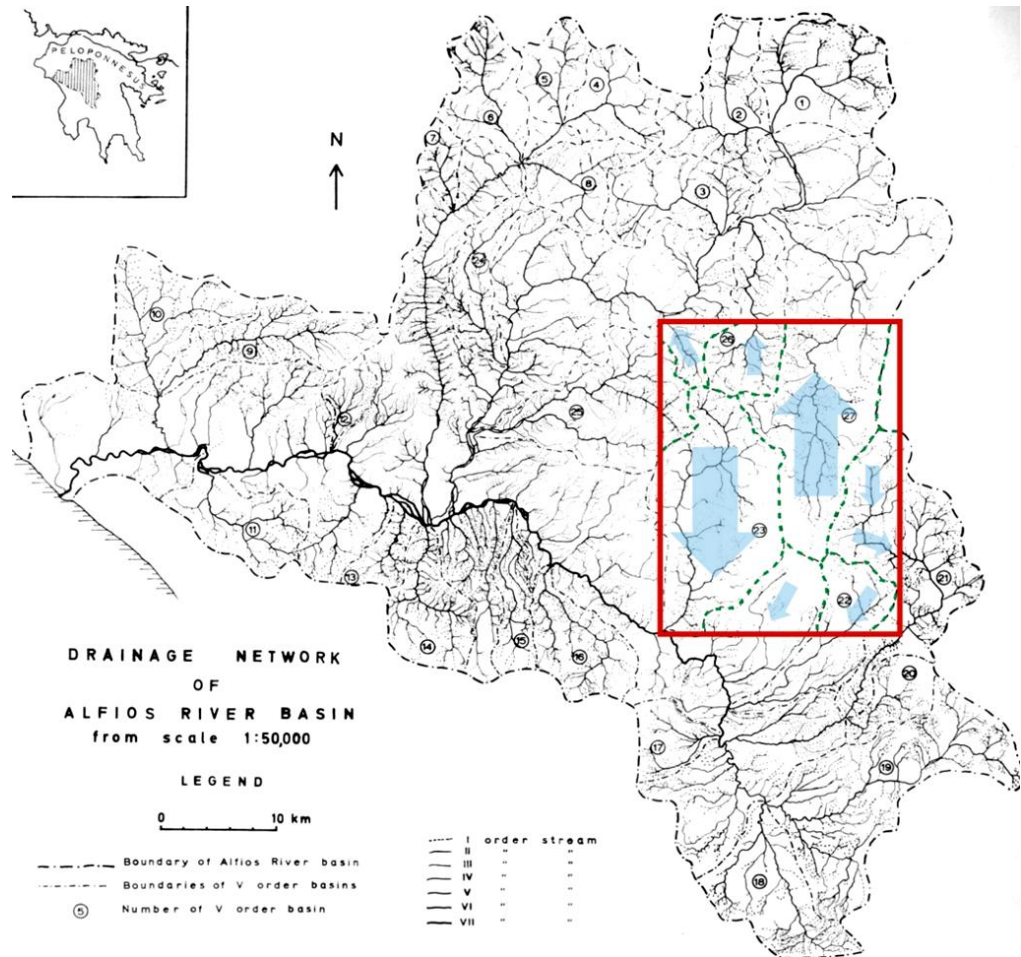 PELOPONNESUS
N
5
4
2
1
6
7
8
3
24
10
26
9
27
25
12
23
11
21
13
22
14
15
16
20
17
19
18
DRAINAGE NETWORK
OF
ALFIOS RIVER BASIN
from scale 1:50,000
LEGEND
0 10 km
Boundary of Alfios River basin
Boundaries of V order basins
5 Number of V order basin
I order stream
II " "
III " "
IV " "
V " "
VI " "
VII " "